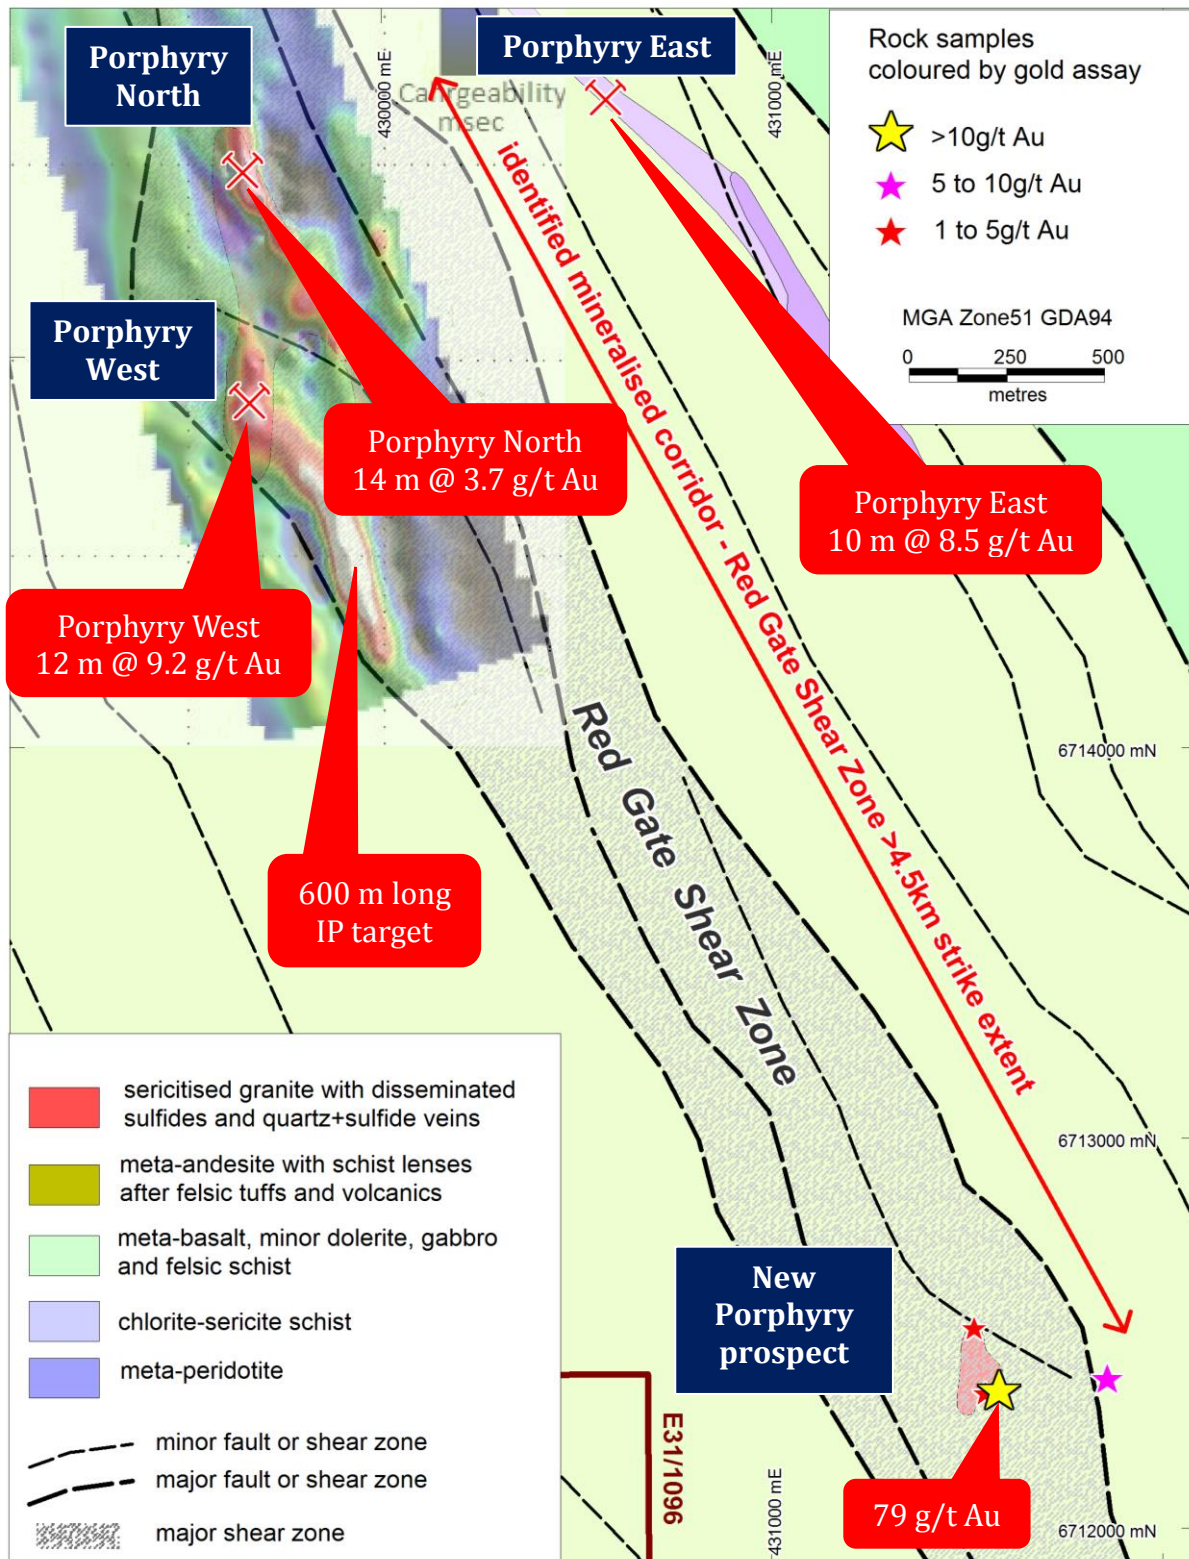 Porphyry
North
Porphyry East
430000 mE
431000 mE
Canrgeability
msec
Rock samples
coloured by gold assay
>10g/t Au
5 to 10g/t Au
1 to 5g/t Au
MGA Zone51 GDA94
0 250 500
metres
Porphyry
West
identified mineralised corridor - Red Gate Shear Zone >4.5km strike extent
Porphyry North
14 m @ 3.7 g/t Au
Porphyry East
10 m @ 8.5 g/t Au
Porphyry West
12 m @ 9.2 g/t Au
Red Gate Shear Zone
6714000 mN
600 m long
IP target
sericitised granite with disseminated
sulfides and quartz+sulfide veins
meta-andesite with schist lenses
after felsic tuffs and volcanics
meta-basalt, minor dolerite, gabbro
and felsic schist
chlorite-sericite schist
meta-peridotite
minor fault or shear zone
major fault or shear zone
major shear zone
6713000 mN
New
Porphyry
prospect
E31/1096
431000 mE
79 g/t Au
6712000 mN